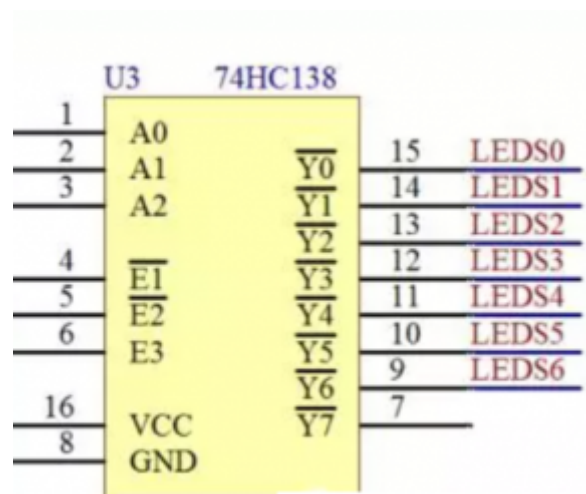 U3 74HC138
1 A0
2 A1
3 A2
4 E1
5 E2
6 E3
16 VCC
8 GND
Y0 15 LEDS0
Y1 14 LEDS1
Y2 13 LEDS2
Y3 12 LEDS3
Y4 11 LEDS4
Y5 10 LEDS5
Y6 9 LEDS6
Y7 7